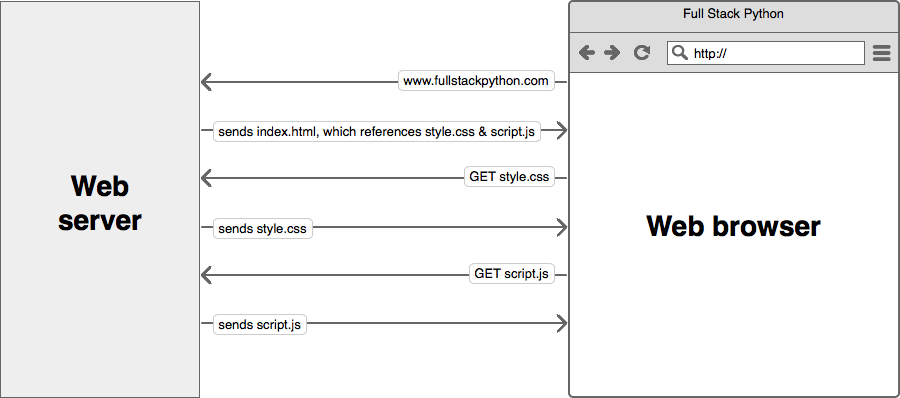 Full Stack Python
http://
www.fullstackpython.com
sends index.html, which references style.css & script.js
GET style.css
Web
server
Web browser
sends style.css
GET script.js
sends script.js